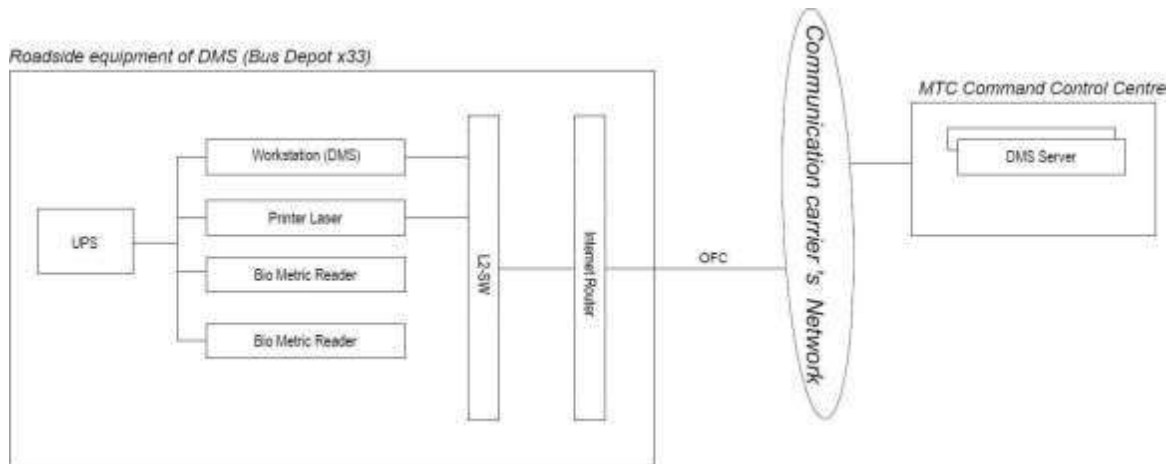 Roadside equipment of DMS (Bus Depot x33)
MTC Command Control Centre
Workstation (DMS)
Printer Laser
Bio Metric Reader
Bio Metric Reader
UPS
L2-SW
Internet Router
OFC
Communication carrier's Network
DMS Server